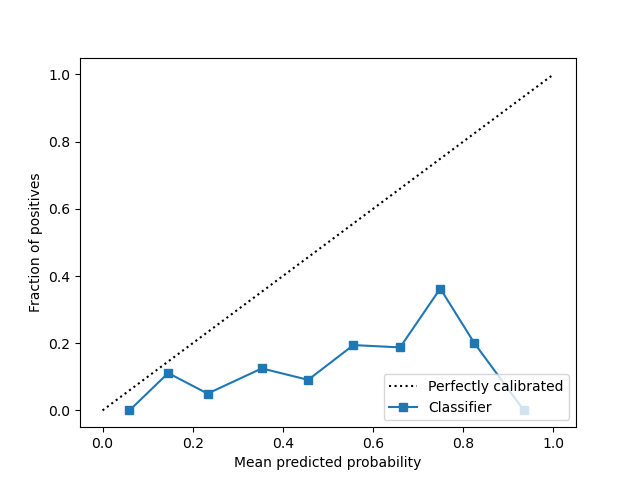 1.0
0.8
0.6
0.4
0.2
0.0
Fraction of positives
Perfectly calibrated
Classifier
0.0 0.2 0.4 0.6 0.8 1.0
Mean predicted probability